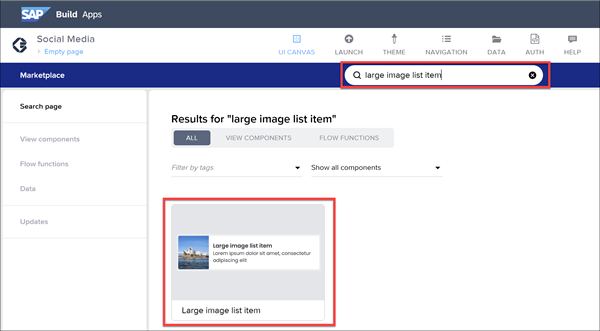 SAP Build Apps
Social Media
› Empty page
UI CANVAS
LAUNCH
THEME
NAVIGATION
DATA
AUTH
HELP
Marketplace
large image list item
Search page
View components
Flow functions
Data
Updates
Results for "large image list item"
ALL
VIEW COMPONENTS
FLOW FUNCTIONS
Filter by tags
Show all components
Large image list item
Lorem ipsum dolor sit amet, consectetur
adipiscing elit
Large image list item